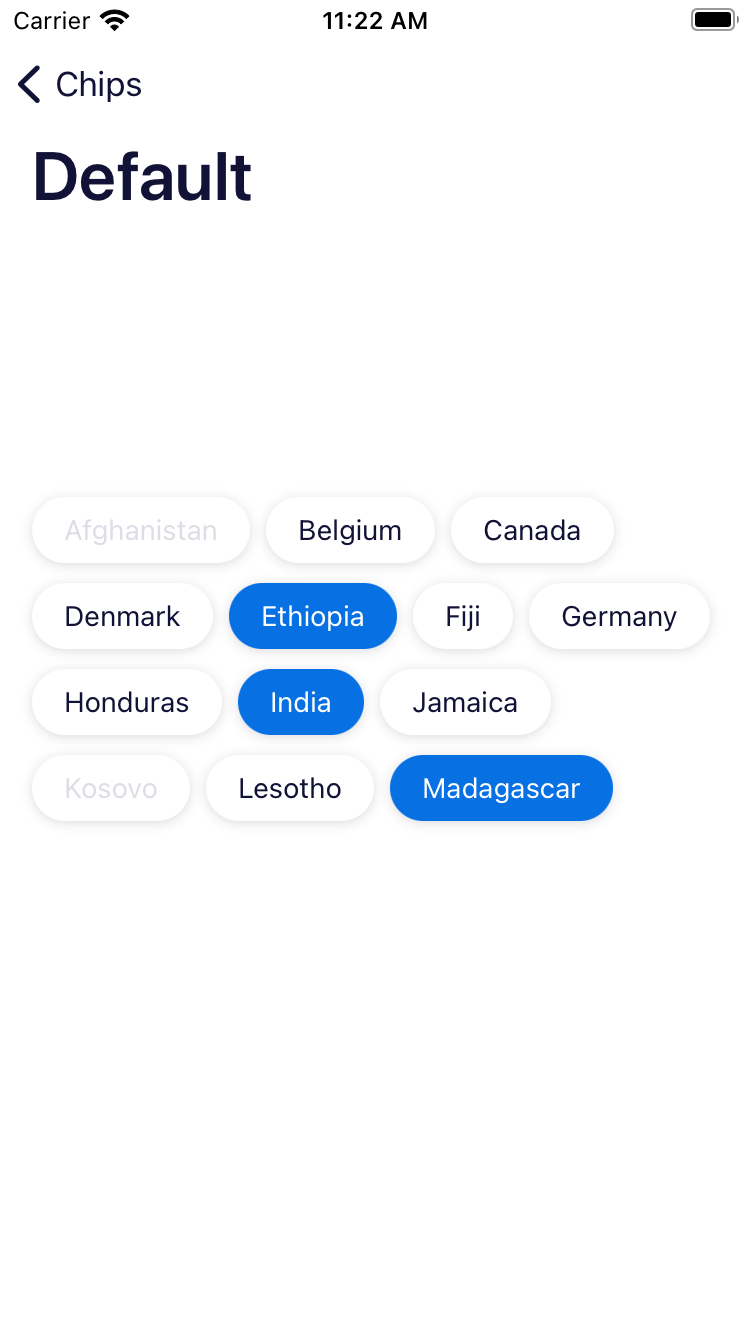 Carrier 11:22 AM
Chips
Default
Afghanistan Belgium Canada
Denmark Ethiopia Fiji Germany
Honduras India Jamaica
Kosovo Lesotho Madagascar